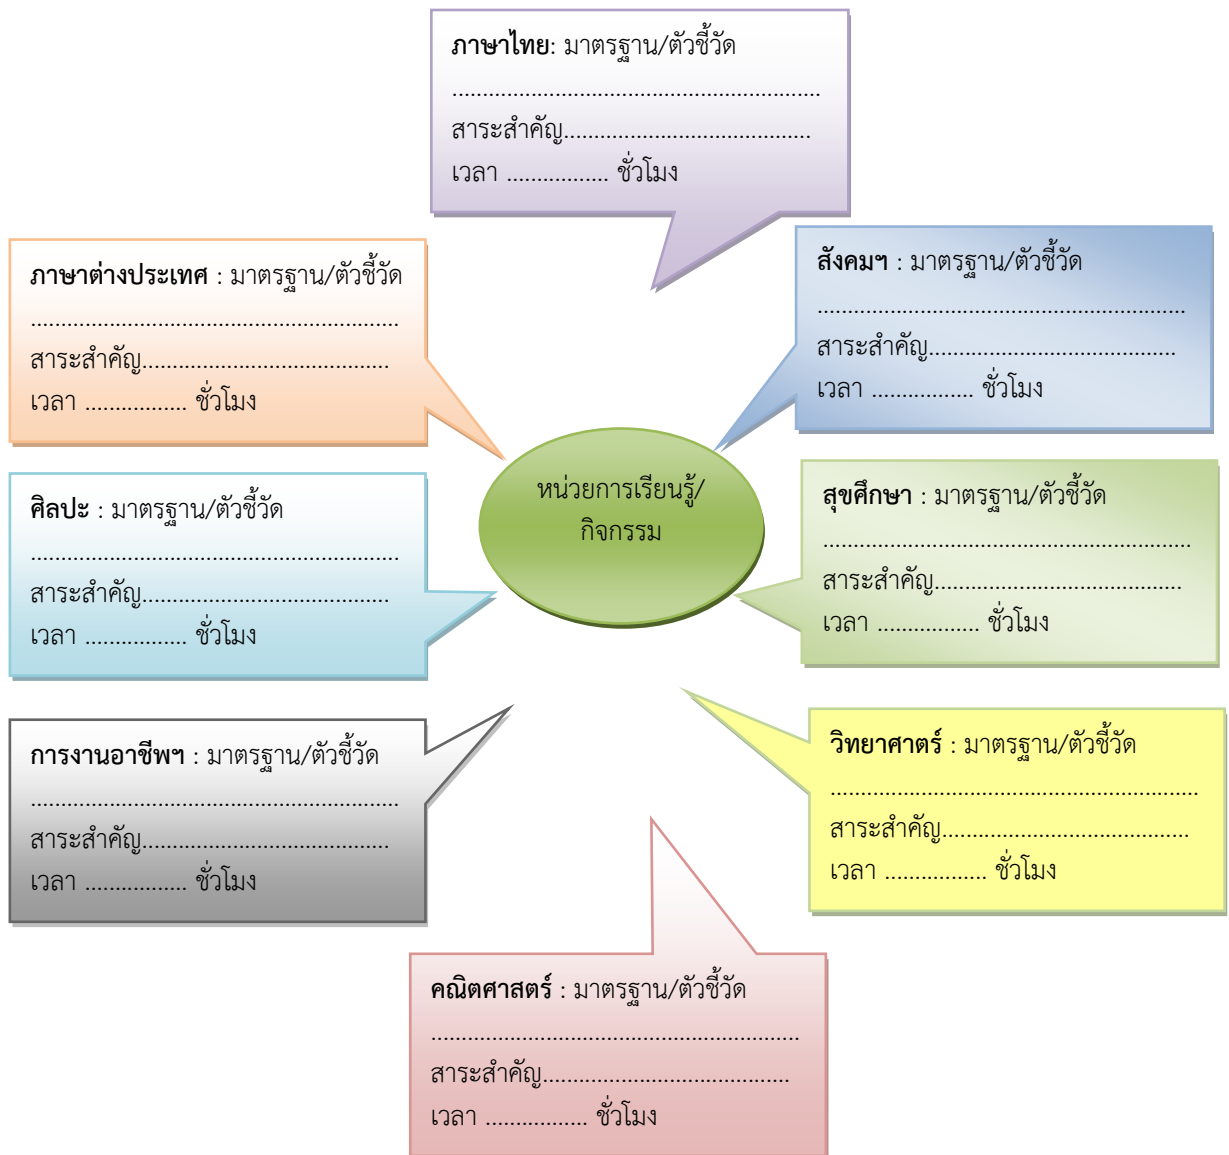 ภาษาไทย: มาตรฐาน/ตัวชี้วัด
.............................................................
สาระสำคัญ.........................................
เวลา ................. ชั่วโมง
ภาษาต่างประเทศ : มาตรฐาน/ตัวชี้วัด
.............................................................
สาระสำคัญ.........................................
เวลา ................. ชั่วโมง
สังคมฯ : มาตรฐาน/ตัวชี้วัด
.............................................................
สาระสำคัญ.........................................
เวลา ................. ชั่วโมง
หน่วยการเรียนรู้/
กิจกรรม
ศิลปะ : มาตรฐาน/ตัวชี้วัด
.............................................................
สาระสำคัญ.........................................
เวลา ................. ชั่วโมง
สุขศึกษา : มาตรฐาน/ตัวชี้วัด
.............................................................
สาระสำคัญ.........................................
เวลา ................. ชั่วโมง
การงานอาชีพฯ : มาตรฐาน/ตัวชี้วัด
.............................................................
สาระสำคัญ.........................................
เวลา ................. ชั่วโมง
วิทยาศาตร์ : มาตรฐาน/ตัวชี้วัด
.............................................................
สาระสำคัญ.........................................
เวลา ................. ชั่วโมง
คณิตศาสตร์ : มาตรฐาน/ตัวชี้วัด
.............................................................
สาระสำคัญ.........................................
เวลา ................. ชั่วโมง